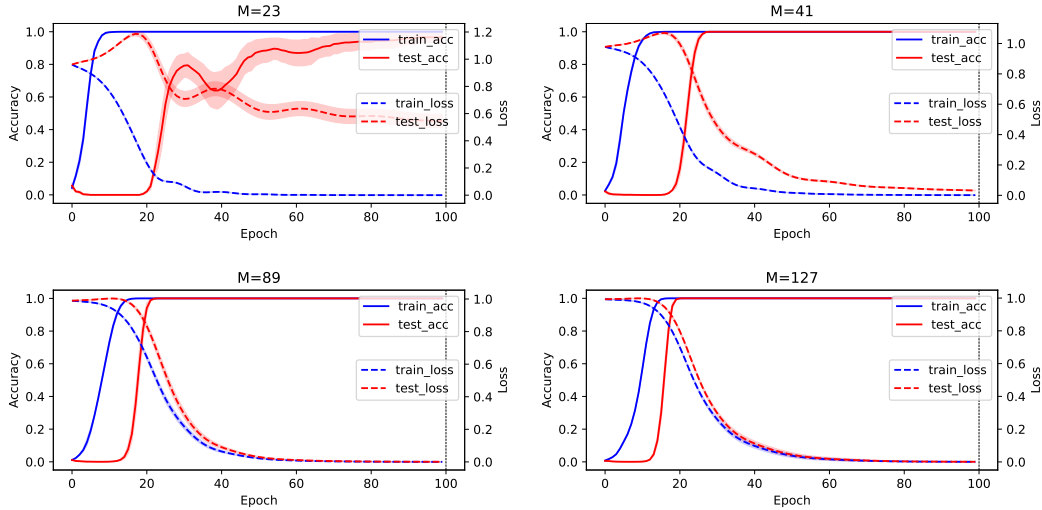 M=23
M=41
1.0
0.8
0.6
0.4
0.2
0.0
Accuracy
0
20
40
60
80
100
Epoch
1.2
1.0
0.8
0.6
0.4
0.2
0.0
Loss
train_acc
test_acc
train_loss
test_loss
1.0
0.8
0.6
0.4
0.2
0.0
Accuracy
0
20
40
60
80
100
Epoch
1.0
0.8
0.6
0.4
0.2
0.0
Loss
train_acc
test_acc
train_loss
test_loss
M=89
M=127
1.0
0.8
0.6
0.4
0.2
0.0
Accuracy
0
20
40
60
80
100
Epoch
1.0
0.8
0.6
0.4
0.2
0.0
Loss
train_acc
test_acc
train_loss
test_loss
1.0
0.8
0.6
0.4
0.2
0.0
Accuracy
0
20
40
60
80
100
Epoch
1.0
0.8
0.6
0.4
0.2
0.0
Loss
train_acc
test_acc
train_loss
test_loss